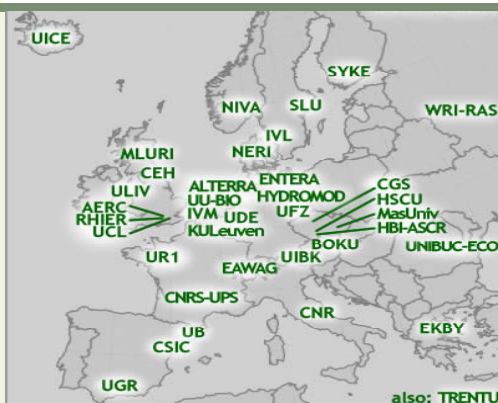 UICE
SYKE
NIVA
SLU
WRI-RAS
IVL
NERI
MLURI
CEH
ULIV
ALTERRA
ENTERA
CGS
UU-BIO
HYDROMOD
HSCU
AERC
IVM
UDE
UFZ
MasUniv
RHIER
KULeuven
HBI-ASCR
UCL
BOKU
UNIBUC-ECO
UR1
UIBK
EAWAG
CNRS-UPS
CNR
UB
EKBY
CSIC
UGR
also: TRENTU